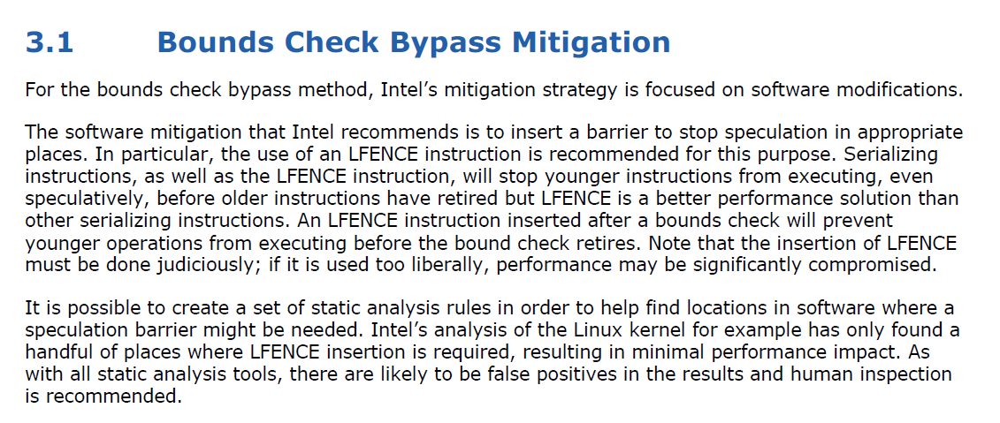 3.1 Bounds Check Bypass Mitigation
For the bounds check bypass method, Intel’s mitigation strategy is focused on software modifications.
The software mitigation that Intel recommends is to insert a barrier to stop speculation in appropriate
places. In particular, the use of an LFENCE instruction is recommended for this purpose. Serializing
instructions, as well as the LFENCE instruction, will stop younger instructions from executing, even
speculatively, before older instructions have retired but LFENCE is a better performance solution than
other serializing instructions. An LFENCE instruction inserted after a bounds check will prevent
younger operations from executing before the bound check retires. Note that the insertion of LFENCE
must be done judiciously; if it is used too liberally, performance may be significantly compromised.
It is possible to create a set of static analysis rules in order to help find locations in software where a
speculation barrier might be needed. Intel’s analysis of the Linux kernel for example has only found a
handful of places where LFENCE insertion is required, resulting in minimal performance impact. As
with all static analysis tools, there are likely to be false positives in the results and human inspection
is recommended.